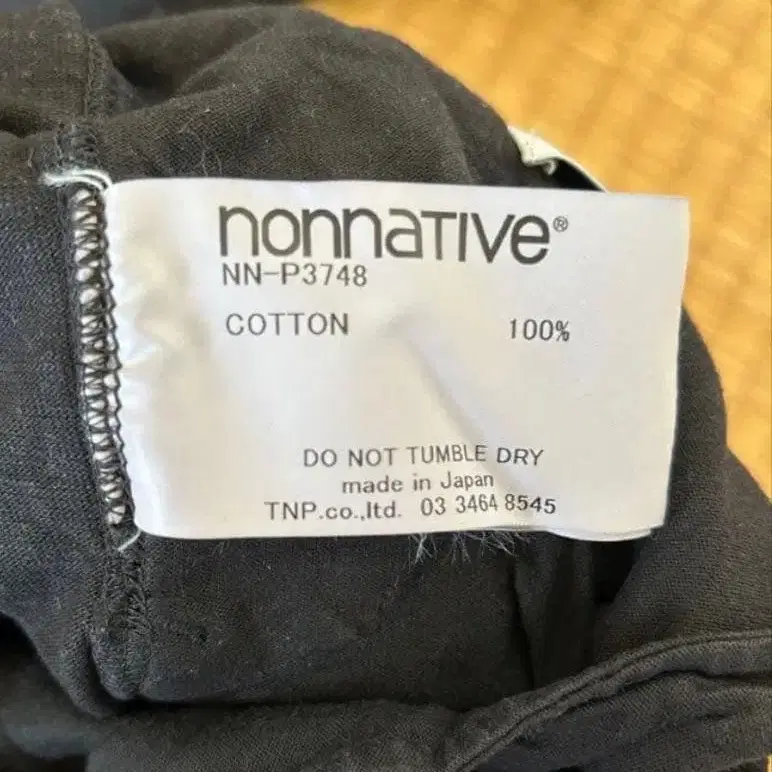 nonnative®
NN-P3748
COTTON 100%
DO NOT TUMBLE DRY
made in Japan
TNP.co.,ltd. 03 3464 8545